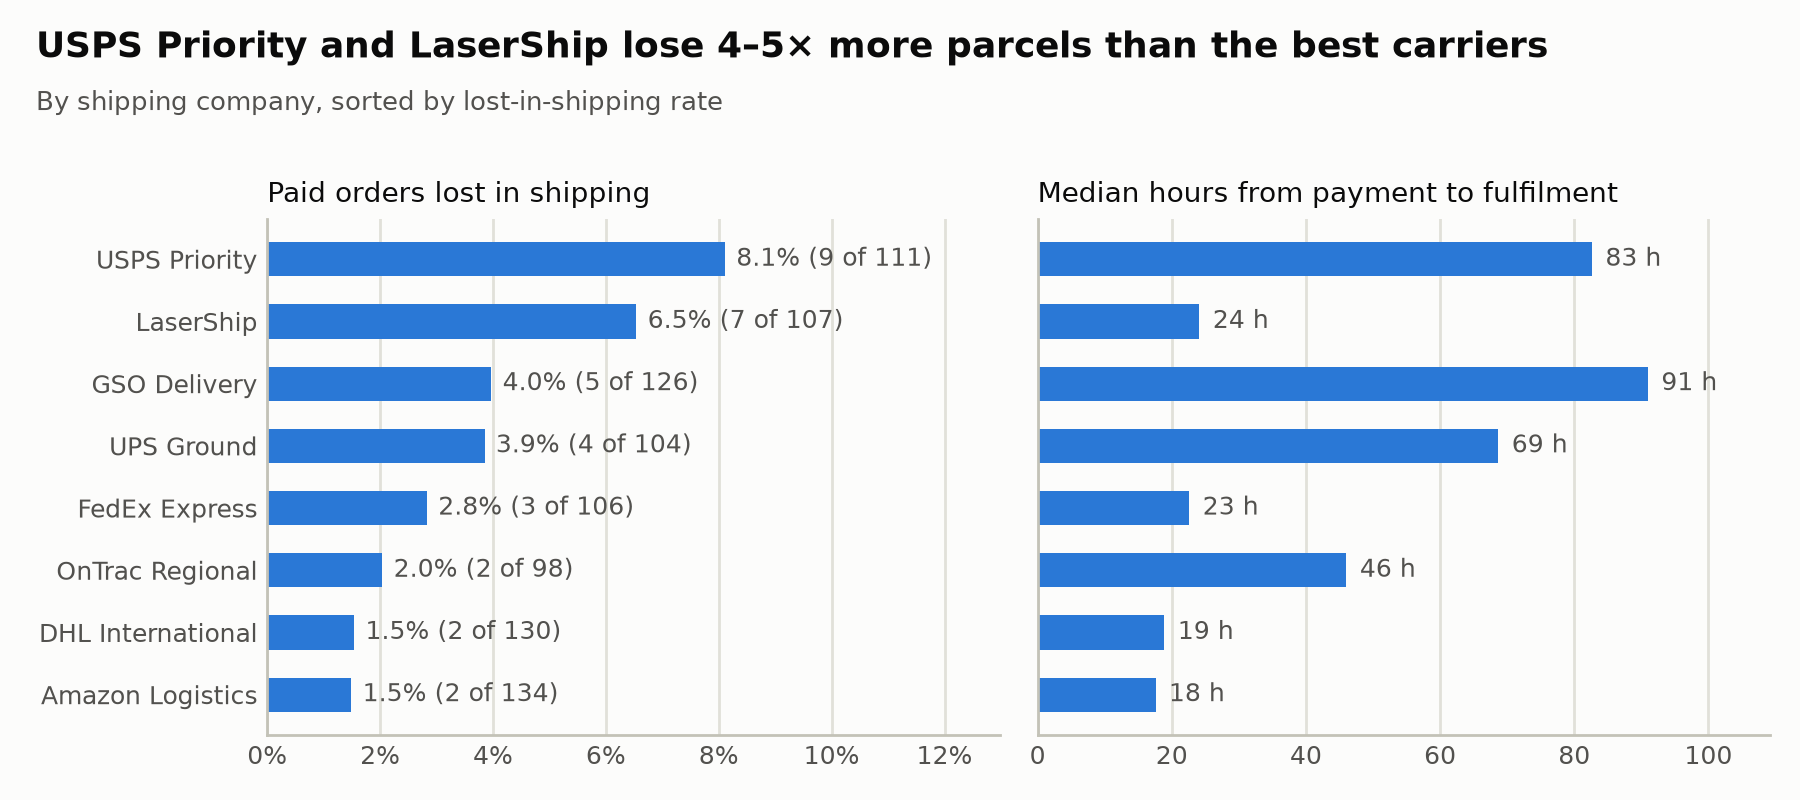 USPS Priority and LaserShip lose 4–5× more parcels than the best carriers
By shipping company, sorted by lost-in-shipping rate
Paid orders lost in shipping
USPS Priority 8.1% (9 of 111)
LaserShip 6.5% (7 of 107)
GSO Delivery 4.0% (5 of 126)
UPS Ground 3.9% (4 of 104)
FedEx Express 2.8% (3 of 106)
OnTrac Regional 2.0% (2 of 98)
DHL International 1.5% (2 of 130)
Amazon Logistics 1.5% (2 of 134)
0% 2% 4% 6% 8% 10% 12%
Median hours from payment to fulfilment
83 h
24 h
91 h
69 h
23 h
46 h
19 h
18 h
0 20 40 60 80 100